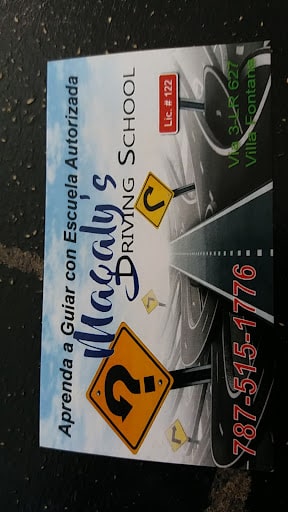 Aprenda a Guiar con Escuela Autorizada
Magaly's
DRIVING SCHOOL
Lic. # 122
Via 3-LR 627
Villa Fontana
787-515-1776